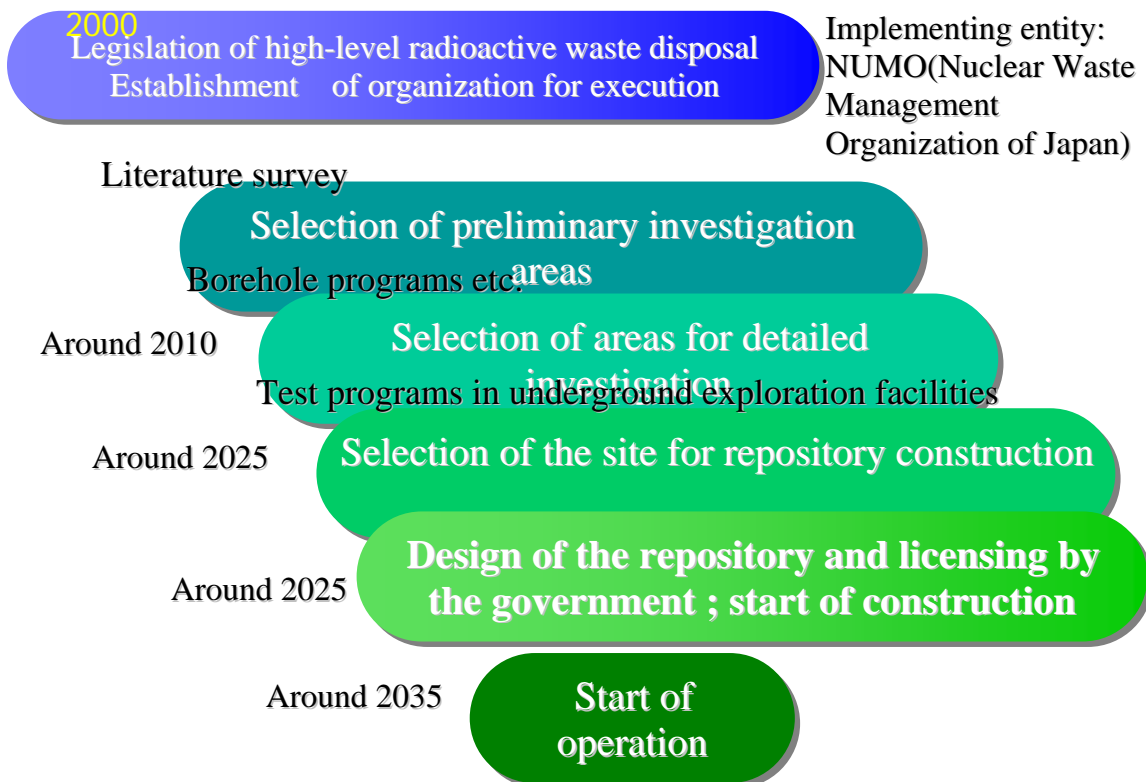 2000
Legislation of high-level radioactive waste disposal
Establishment of organization for execution
Implementing entity:
NUMO(Nuclear Waste
Management
Organization of Japan)
Literature survey
Selection of preliminary investigation
areas
Borehole programs etc.
Around 2010
Selection of areas for detailed
investigation
Test programs in underground exploration facilities
Around 2025
Selection of the site for repository construction
Around 2025
Design of the repository and licensing by
the government ; start of construction
Around 2035
Start of
operation